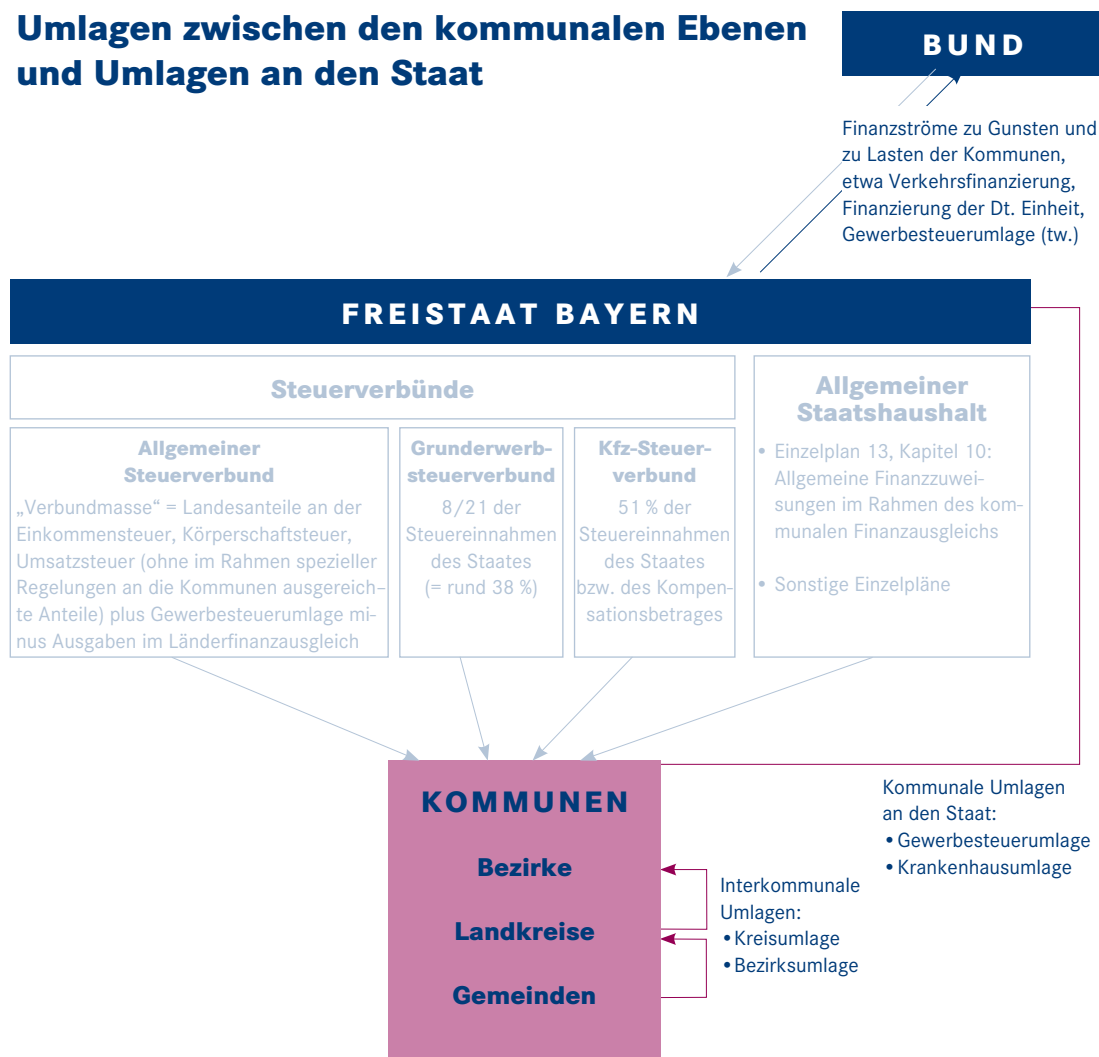 Umlagen zwischen den kommunalen Ebenen
und Umlagen an den Staat
BUND
Finanzströme zu Gunsten und
zu Lasten der Kommunen,
etwa Verkehrsfinanzierung,
Finanzierung der Dt. Einheit,
Gewerbesteuerumlage (tw.)
FREISTAAT BAYERN
Steuerverbünde
Allgemeiner
Steuerverbund
„Verbundmasse“ = Landesanteile an der
Einkommensteuer, Körperschaftsteuer,
Umsatzsteuer (ohne im Rahmen spezieller
Regelungen an die Kommunen ausgereich-
te Anteile) plus Gewerbesteuerumlage mi-
nus Ausgaben im Länderfinanzausgleich
Grunderwerb-
steuerverbund
8/21 der
Steuereinnahmen
des Staates
(= rund 38 %)
Kfz-Steuer-
verbund
51 % der
Steuereinnahmen
des Staates
bzw. des Kompen-
sationsbetrages
Allgemeiner
Staatshaushalt
• Einzelplan 13, Kapitel 10:
Allgemeine Finanzzuwei-
sungen im Rahmen des kom-
munalen Finanzausgleichs
• Sonstige Einzelpläne
KOMMUNEN
Bezirke
Landkreise
Gemeinden
Interkommunale
Umlagen:
• Kreisumlage
• Bezirksumlage
Kommunale Umlagen
an den Staat:
• Gewerbesteuerumlage
• Krankenhausumlage